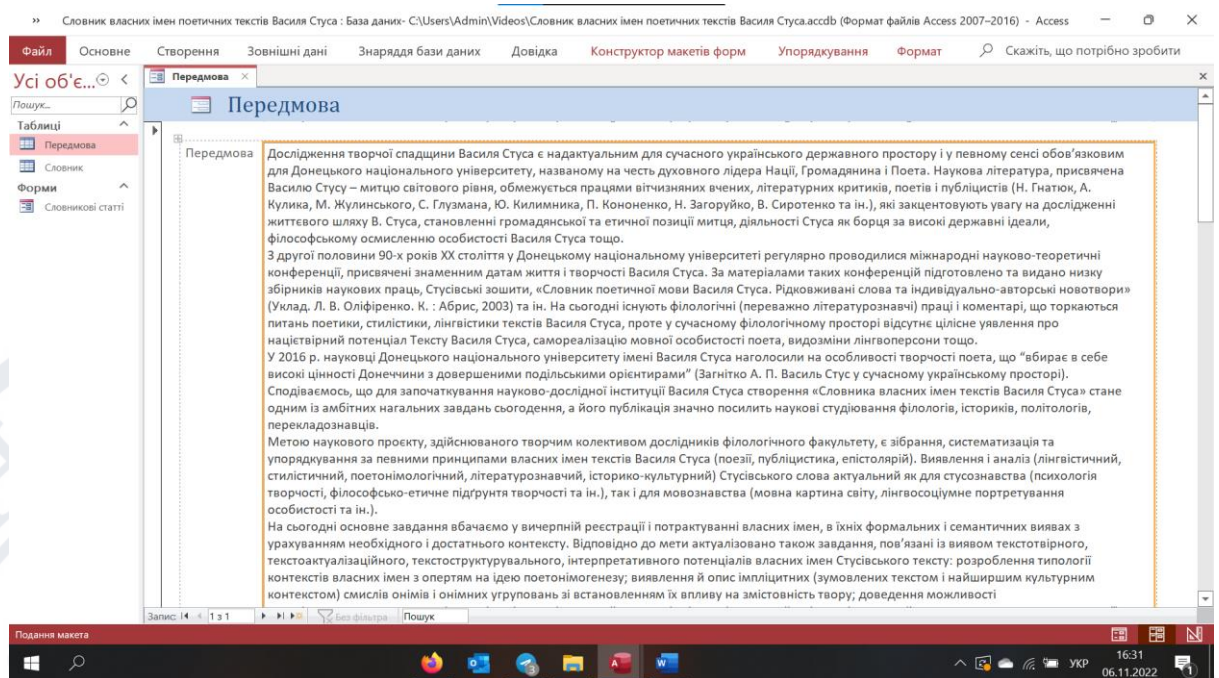 Словник власних імен поетичних текстів Василя Стуса : База даних- C:\Users\Admin\Videos\Словник власних імен поетичних текстів Василя Стуса.accdb (Формат файлів Access 2007–2016) - Access
Файл Основне Створення Зовнішні дані Знаряддя бази даних Довідка Конструктор макетів форм Упорядкування Формат Скажіть, що потрібно зробити
Усі об'є...
Пошук...
Таблиці
Передмова
Словник
Форми
Словникові статті
Передмова
Передмова
Передмова
Дослідження творчої спадщини Василя Стуса є надактуальним для сучасного українського державного простору і у певному сенсі обов’язковим
для Донецького національного університету, названому на честь духовного лідера Нації, Громадянина і Поета. Наукова література, присвячена
Василю Стусу – митцю світового рівня, обмежується працями вітчизняних вчених, літературних критиків, поетів і публіцистів (Н. Гнатюк, А.
Кулика, М. Жулинського, С. Глузмана, Ю. Килимника, П. Кононенко, Н. Загоруйко, В. Сиротенко та ін.), які закцентовують увагу на дослідженні
життєвого шляху В. Стуса, становленні громадянської та етичної позиції митця, діяльності Стуса як борця за високі державні ідеали,
філософському осмисленню особистості Василя Стуса тощо.
З другої половини 90-х років XX століття у Донецькому національному університеті регулярно проводилися міжнародні науково-теоретичні
конференції, присвячені знаменним датам життя і творчості Василя Стуса. За матеріалами таких конференцій підготовлено та видано низку
збірників наукових праць, Стусівські зошити, «Словник поетичної мови Василя Стуса. Рідковживані слова та індивідуально-авторські новотвори»
(Уклад. Л. В. Оліфіренко. К. : Абрис, 2003) та ін. На сьогодні існують філологічні (переважно літературознавчі) праці і коментарі, що торкаються
питань поетики, стилістики, лінгвістики текстів Василя Стуса, проте у сучасному філологічному просторі відсутнє цілісне уявлення про
націєтвірний потенціал Тексту Василя Стуса, самореалізацію мовної особистості поета, видозміни лінгвоперсони тощо.
У 2016 р. науковці Донецького національного університету імені Василя Стуса наголосили на особливості творчості поета, що “вбирає в себе
високі цінності Донеччини з довершеними подільськими орієнтирами” (Загнітко А. П. Василь Стус у сучасному українському просторі).
Сподіваємось, що для започаткування науково-дослідної інституції Василя Стуса створення «Словника власних імен текстів Василя Стуса» стане
одним із амбітних нагальних завдань сьогодення, а його публікація значно посилить наукові студіювання філологів, істориків, політологів,
перекладознавців.
Метою наукового проєкту, здійснюваного творчим колективом дослідників філологічного факультету, є зібрання, систематизація та
упорядкування за певними принципами власних імен текстів Василя Стуса (поезії, публіцистика, епістолярій). Виявлення і аналіз (лінгвістичний,
стилістичний, поетонімологічний, літературознавчий, історико-культурний) Стусівського слова актуальний як для стусознавства (психологія
творчості, філософсько-етичне підґрунтя творчості та ін.), так і для мовознавства (мовна картина світу, лінгвосоціумне портретування
особистості та ін.).
На сьогодні основне завдання вбачаємо у вичерпній реєстрації і потрактуванні власних імен, в їхніх формальних і семантичних виявах з
урахуванням необхідного і достатнього контексту. Відповідно до мети актуалізовано також завдання, пов’язані із виявом текстотвірного,
текстоактуалізаційного, текстоструктурувального, інтерпретативного потенціалів власних імен Стусівського тексту: розроблення типології
контекстів власних імен з опертям на ідею поетонімогенезу; виявлення й опис імпліцитних (зумовлених текстом і найширшим культурним
контекстом) смислів онімів і онімних угруповань зі встановленням їх впливу на змістовність твору; доведення можливості
Запис: 1 з 1 Без фільтра Пошук
Подання макета
УКР 16:31
06.11.2022